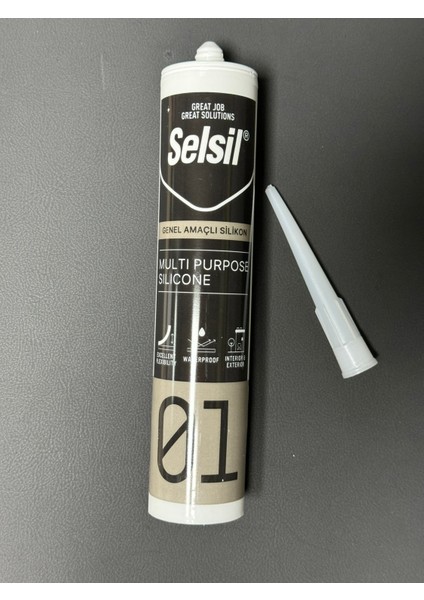 GREAT JOB
GREAT SOLUTIONS
Selsil®
GENEL AMAÇLI SİLİKON
MULTI PURPOSE
SILICONE
EXCELLENT
FLEXIBILITY
WATERPROOF
INTERIOR &
EXTERIOR
01